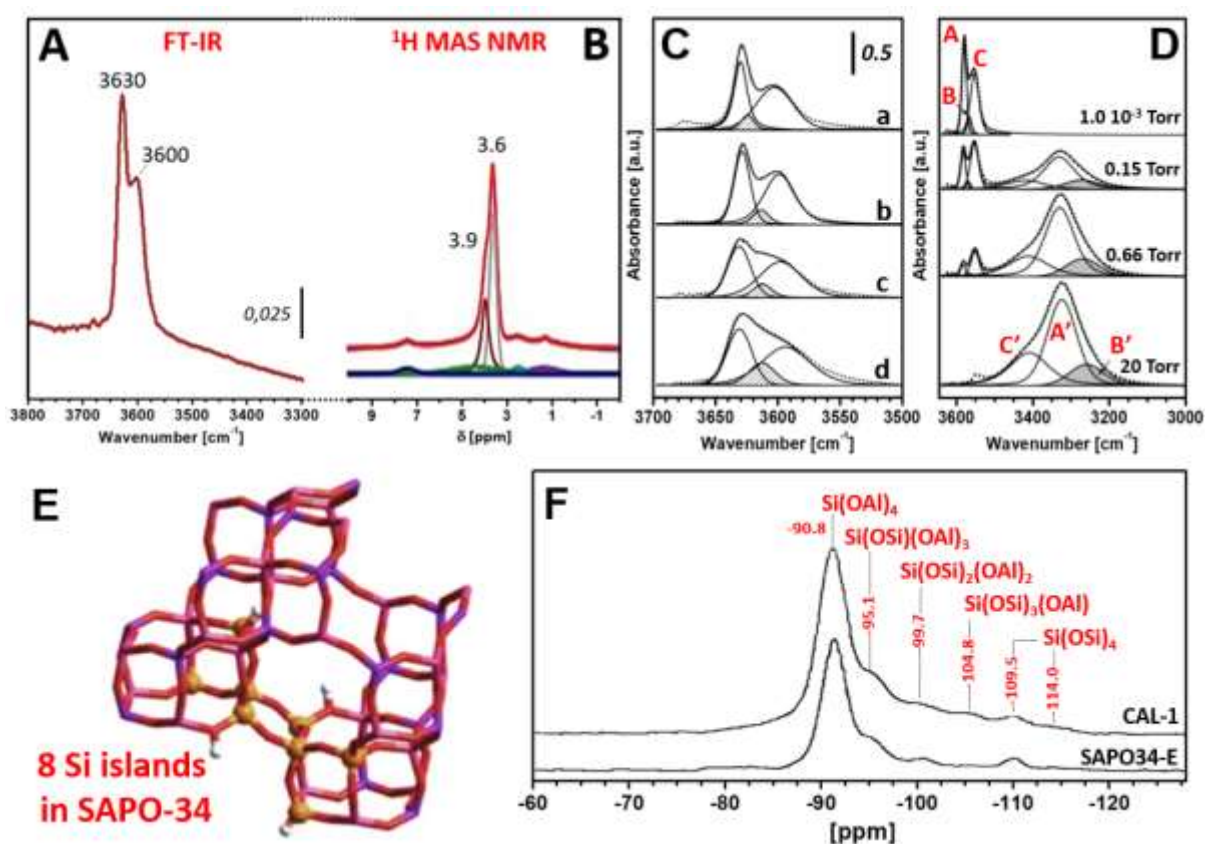 A
FT-IR
3630
3600
0,025
3800 3700 3600 3500 3400 3300
Wavenumber [cm⁻¹]
¹H MAS NMR
B
3.6
3.9
9 7 5 3 1 -1
δ [ppm]
C
0.5
Absorbance [a.u.]
a
b
c
d
3700 3650 3600 3550 3500
Wavenumber [cm⁻¹]
D
A
C
B
Absorbance [a.u.]
1.0 10⁻³ Torr
0.15 Torr
0.66 Torr
A'
C'
B'
20 Torr
3600 3400 3200 3000
Wavenumber [cm⁻¹]
E
8 Si islands
in SAPO-34
F
Si(OAl)₄
-90.8
Si(OSi)(OAl)₃
95.1
Si(OSi)₂(OAl)₂
99.7
Si(OSi)₃(OAl)
104.8
Si(OSi)₄
-109.5
-114.0
CAL-1
SAPO34-E
-60 -70 -80 -90 -100 -110 -120
[ppm]